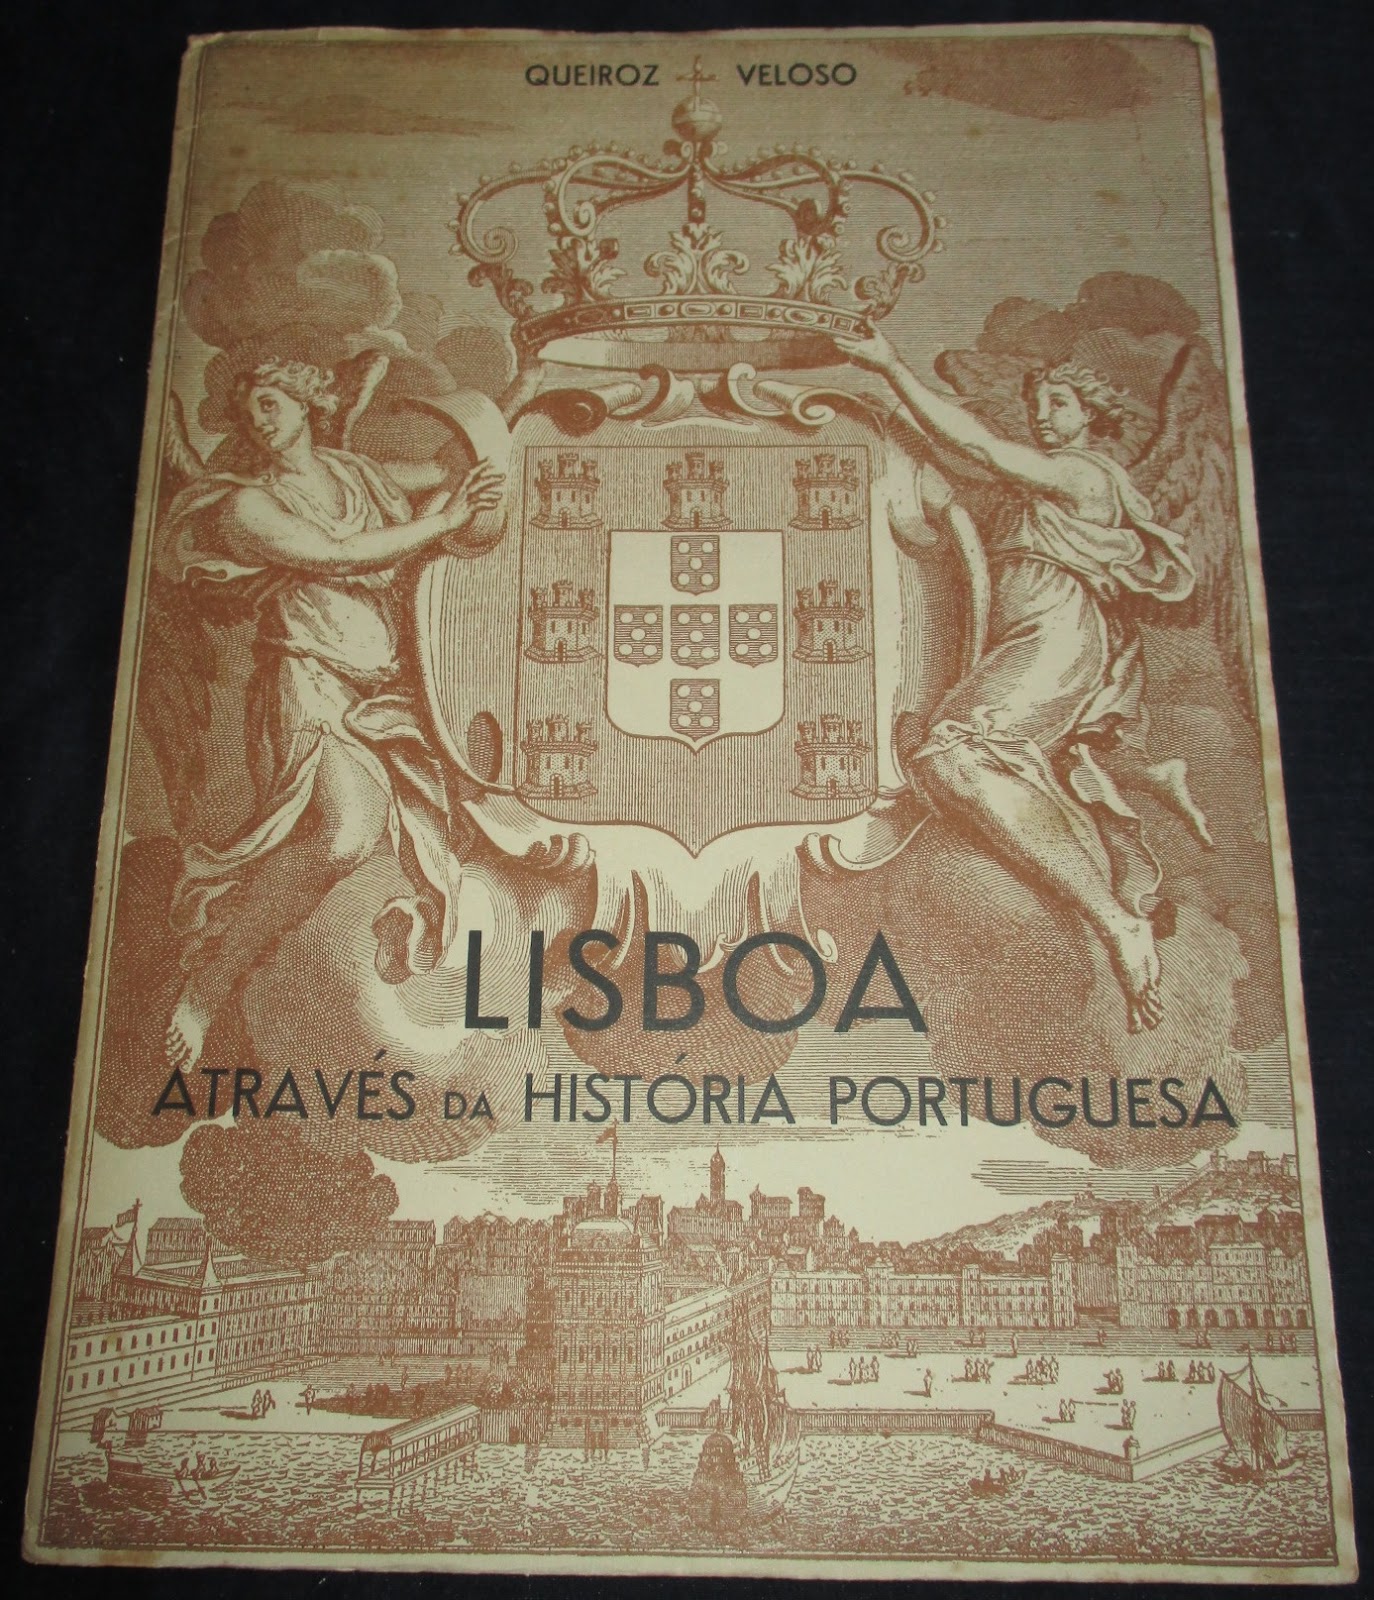 QUEIROZ VELOSO
LISBOA
ATRAVÉS DA HISTÓRIA PORTUGUESA